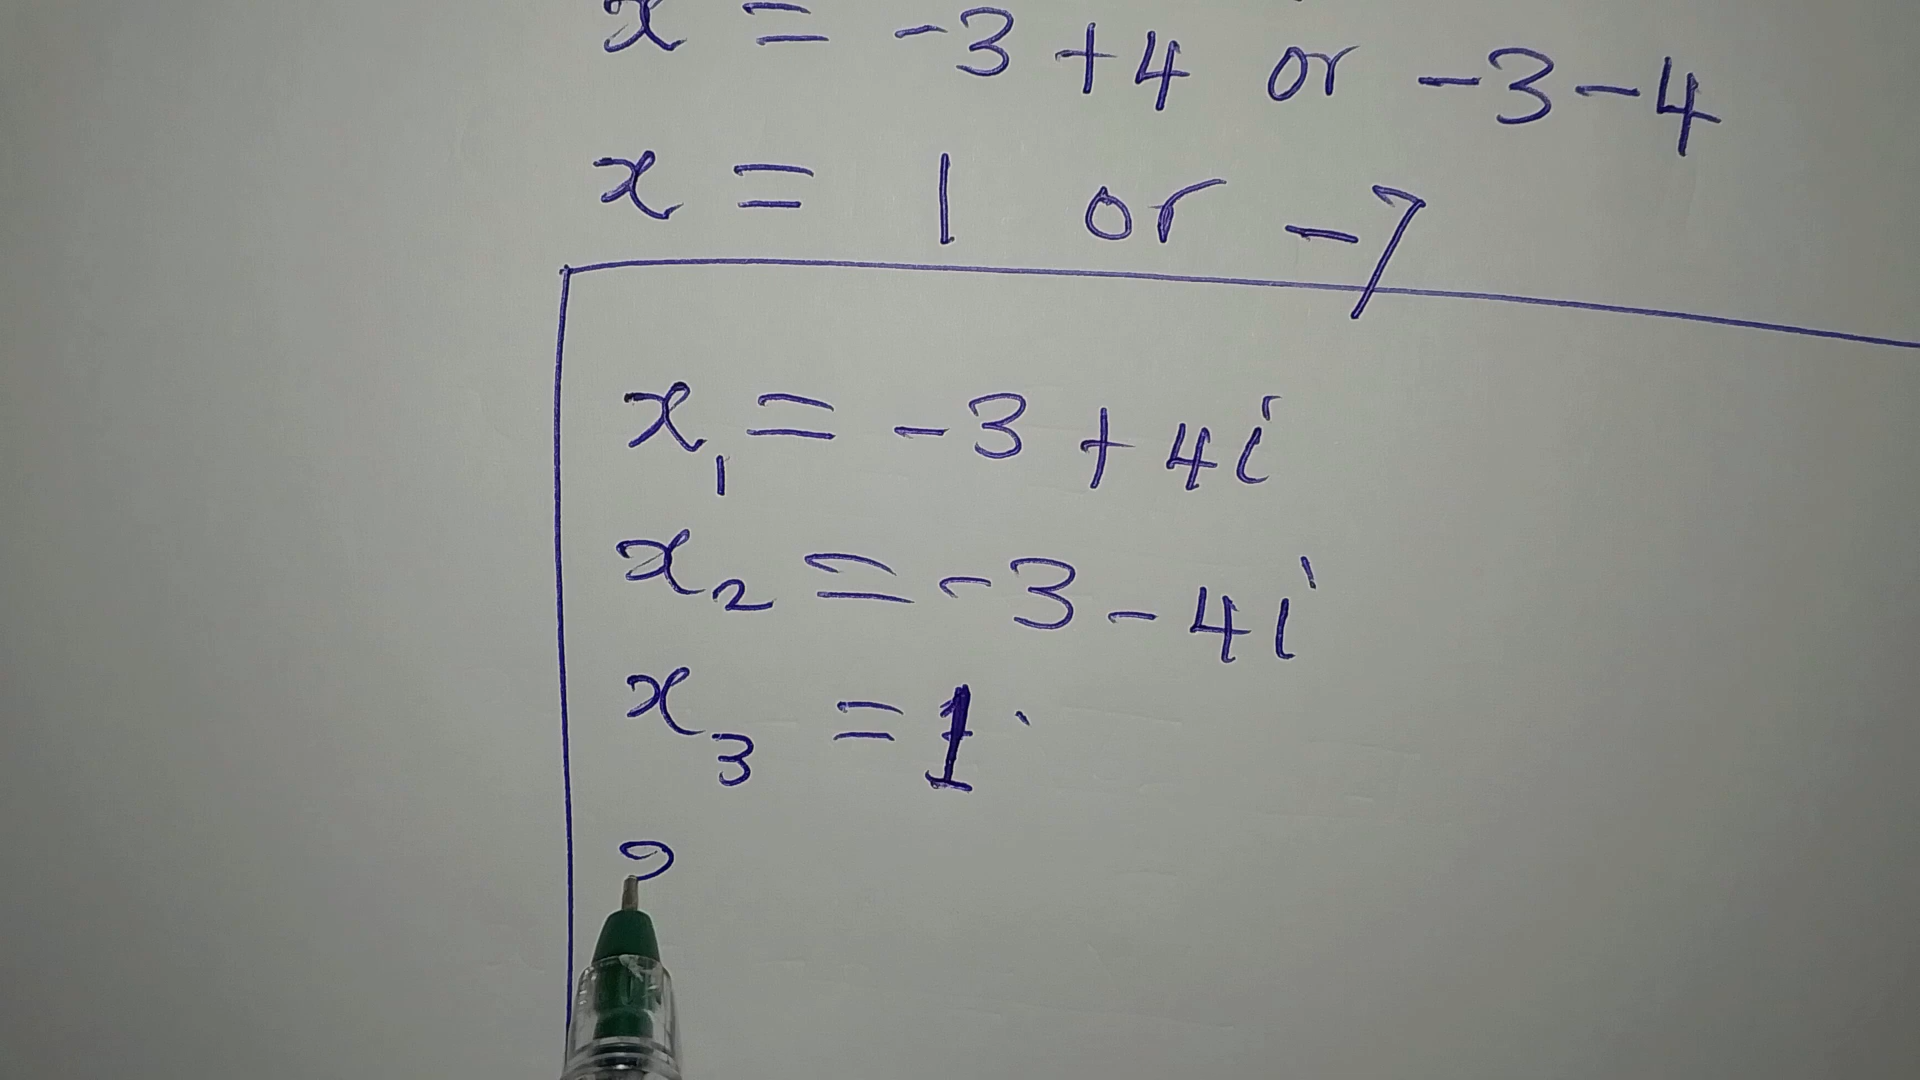 x = -3 + 4 or -3 - 4
x = 1 or -7
x₁ = -3 + 4i
x₂ = -3 - 4i
x₃ = 1